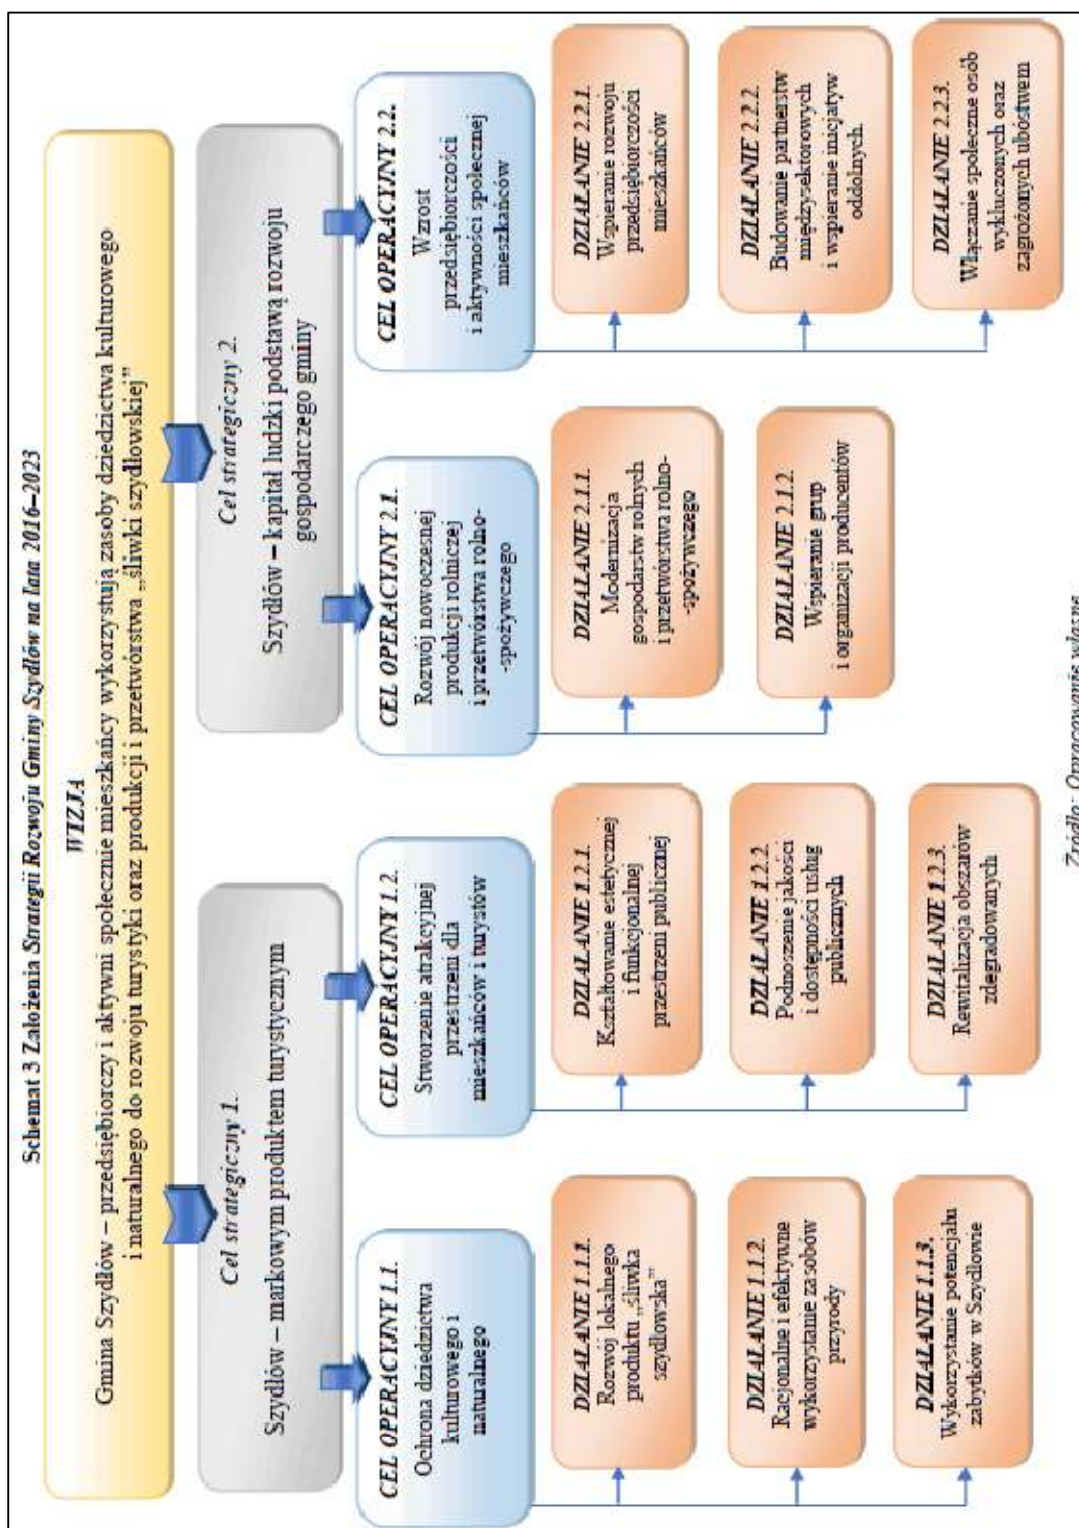 Schemat 3 Założenia Strategii Rozwoju Gminy Szydłów na lata 2016–2023
WIZJA
Gmina Szydłów – przedsiębiorczy i aktywni społecznie mieszkańcy wykorzystują zasoby dziedzictwa kulturowego
i naturalnego do rozwoju turystyki oraz produkcji i przetwórstwa „śliwki szydłowskiej”
Cel strategiczny 1.
Szydłów – markowym produktem turystycznym
Cel strategiczny 2.
Szydłów – kapitał ludzki podstawą rozwoju
gospodarczego gminy
CEL OPERACYJNY 1.1.
Ochrona dziedzictwa
kulturowego i
naturalnego
CEL OPERACYJNY 1.2.
Stworzenie atrakcyjnej
przestrzeni dla
mieszkańców i turystów
CEL OPERACYJNY 2.1.
Rozwój nowoczesnej
produkcji rolniczej
i przetwórstwa rolno-
-spożywczego
CEL OPERACYJNY 2.2.
Wzrost
przedsiębiorczości
i aktywności społecznej
mieszkańców
DZIAŁANIE 1.1.1.
Rozwój lokalnego
produktu „śliwka
szydłowska”
DZIAŁANIE 1.1.2.
Racjonalne i efektywne
wykorzystanie zasobów
przyrody
DZIAŁANIE 1.1.3.
Wykorzystanie potencjału
zabytków w Szydłowie
DZIAŁANIE 1.2.1.
Kształtowanie estetycznej
i funkcjonalnej
przestrzeni publicznej
DZIAŁANIE 1.2.2.
Podnoszenie jakości
i dostępności usług
publicznych
DZIAŁANIE 1.2.3.
Rewitalizacja obszarów
zdegradowanych
DZIAŁANIE 2.1.1.
Modernizacja
gospodarstw rolnych
i przetwórstwa rolno-
-spożywczego
DZIAŁANIE 2.1.2.
Wspieranie grup
i organizacji producentów
DZIAŁANIE 2.2.1.
Wspieranie rozwoju
przedsiębiorczości
mieszkańców
DZIAŁANIE 2.2.2.
Budowanie partnerstw
międzysektorowych
i wspieranie inicjatyw
oddolnych.
DZIAŁANIE 2.2.3.
Włączanie społeczne osób
wykluczonych oraz
zagrożonych ubóstwem
Źródło: Opracowanie własne